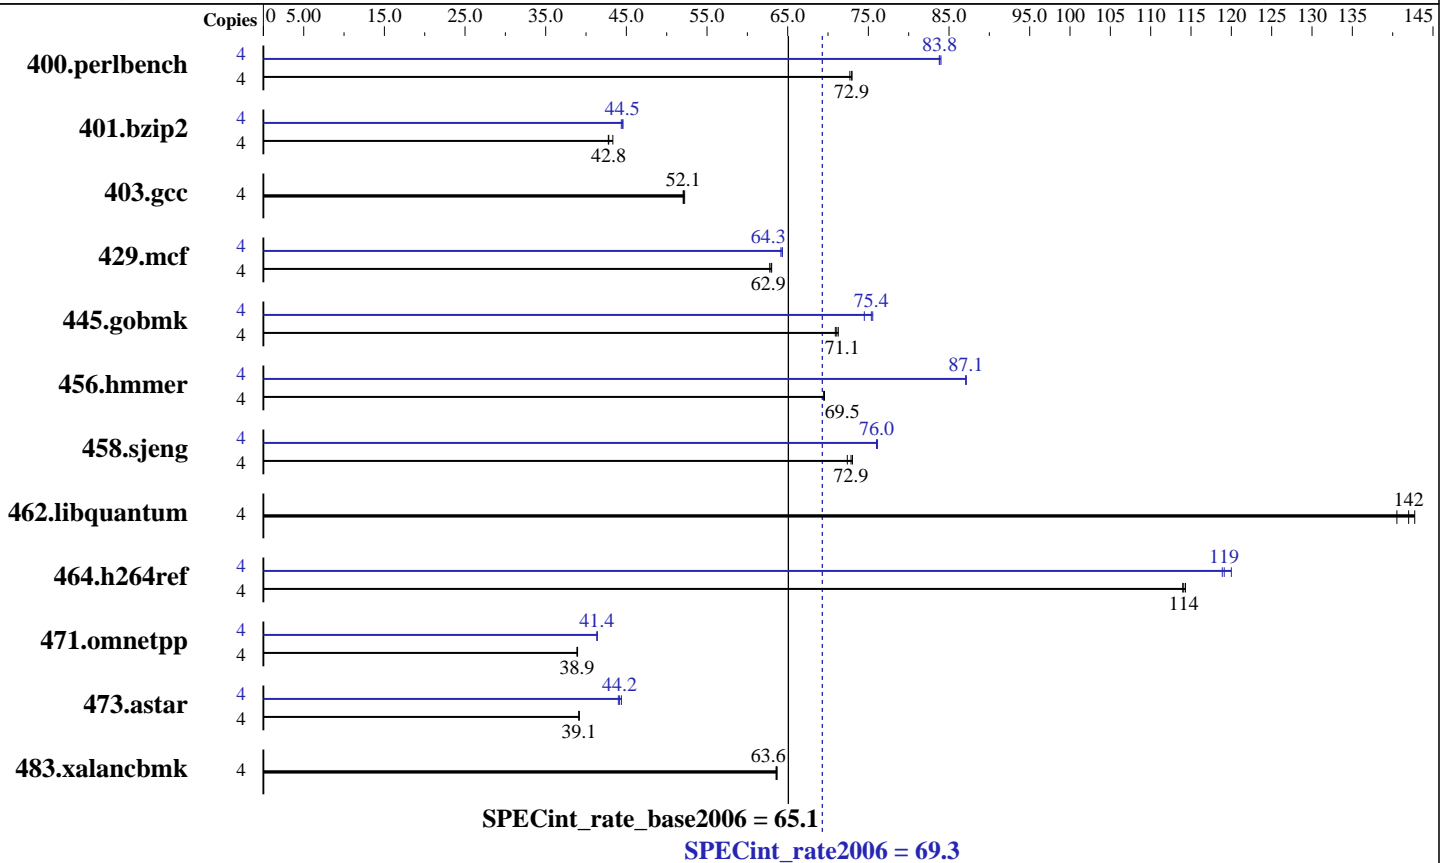 Copies 0 5.00 15.0 25.0 35.0 45.0 55.0 65.0 75.0 85.0 95.0 100 105 110 115 120 125 130 135 145
400.perlbench 4 83.8
4 72.9
401.bzip2 4 44.5
4 42.8
403.gcc 4 52.1
429.mcf 4 64.3
4 62.9
445.gobmk 4 75.4
4 71.1
456.hmmer 4 87.1
4 69.5
458.sjeng 4 76.0
4 72.9
462.libquantum 4 142
464.h264ref 4 119
4 114
471.omnetpp 4 41.4
4 38.9
473.astar 4 44.2
4 39.1
483.xalancbmk 4 63.6
SPECint_rate_base2006 = 65.1
SPECint_rate2006 = 69.3